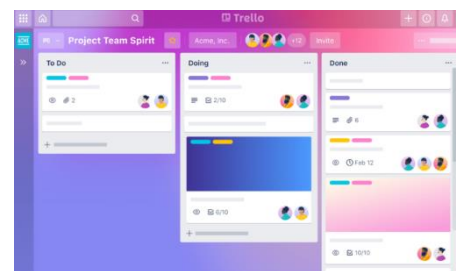 Trello
Project Team Spirit
Acme, Inc.
+12
Invite
To Do
2
Doing
2/10
6/10
Done
6
Feb 12
10/10